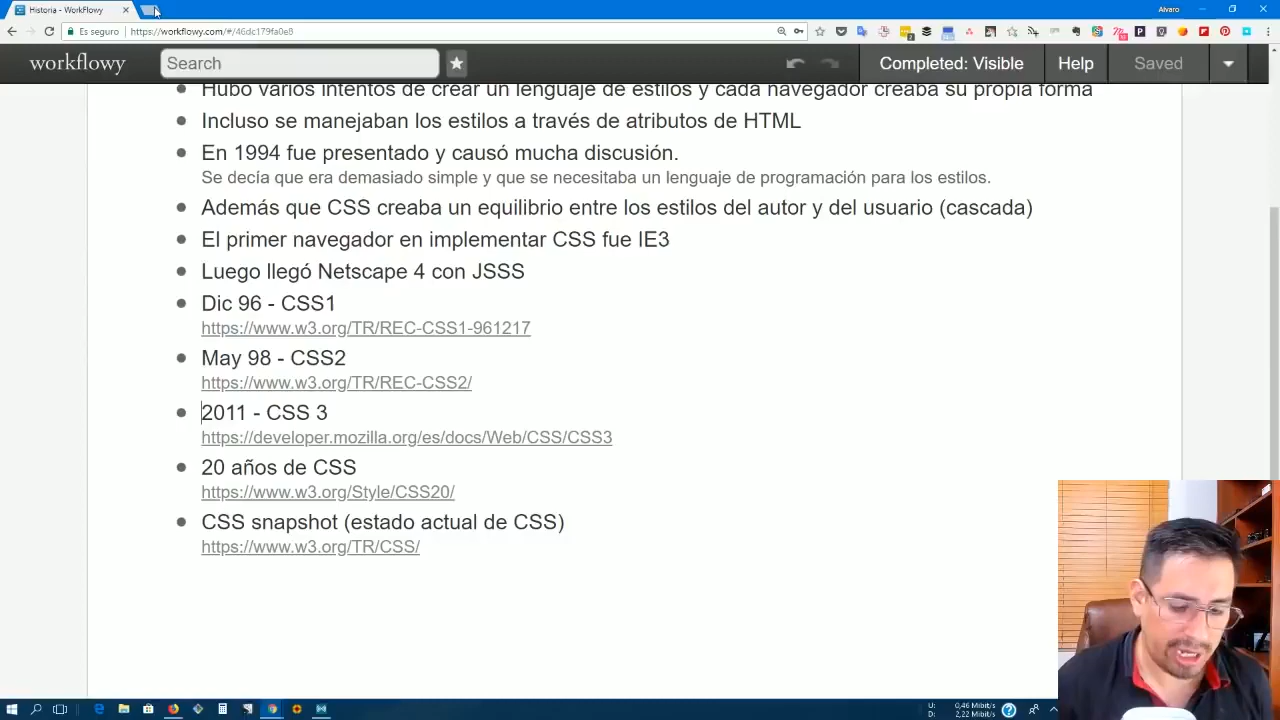 Historia - WorkFlowy
Alvaro
Es seguro
https://workflowy.com/#/46dc179fa0e8
workflowy
Search
Completed: Visible
Help
Saved
Hubo varios intentos de crear un lenguaje de estilos y cada navegador creaba su propia forma
Incluso se manejaban los estilos a través de atributos de HTML
En 1994 fue presentado y causó mucha discusión.
Se decía que era demasiado simple y que se necesitaba un lenguaje de programación para los estilos.
Además que CSS creaba un equilibrio entre los estilos del autor y del usuario (cascada)
El primer navegador en implementar CSS fue IE3
Luego llegó Netscape 4 con JSSS
Dic 96 - CSS1
https://www.w3.org/TR/REC-CSS1-961217
May 98 - CSS2
https://www.w3.org/TR/REC-CSS2/
2011 - CSS 3
https://developer.mozilla.org/es/docs/Web/CSS/CSS3
20 años de CSS
https://www.w3.org/Style/CSS20/
CSS snapshot (estado actual de CSS)
https://www.w3.org/TR/CSS/
U: 0,46 Mibit/s
D: 2,22 Mibit/s